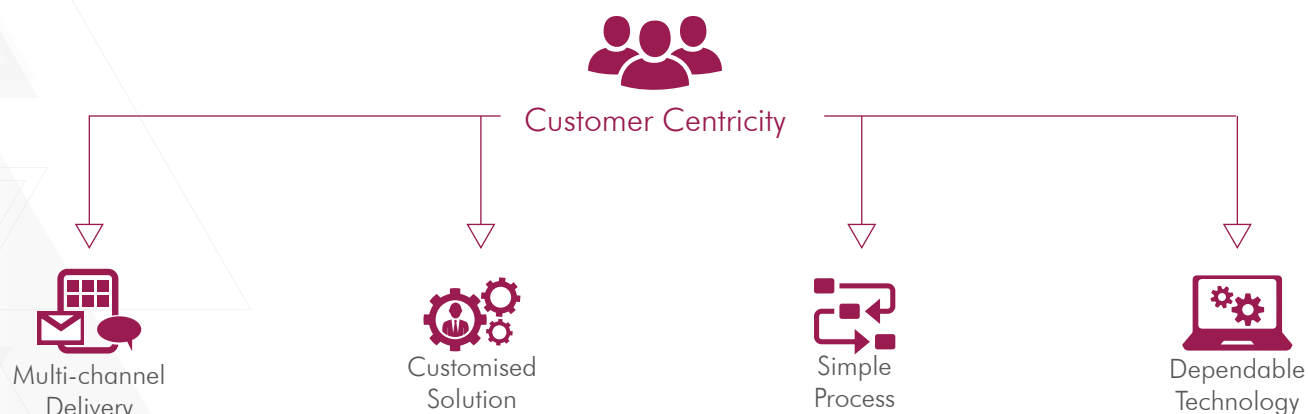 Customer Centricity
Multi-channel
Delivery
Customised
Solution
Simple
Process
Dependable
Technology